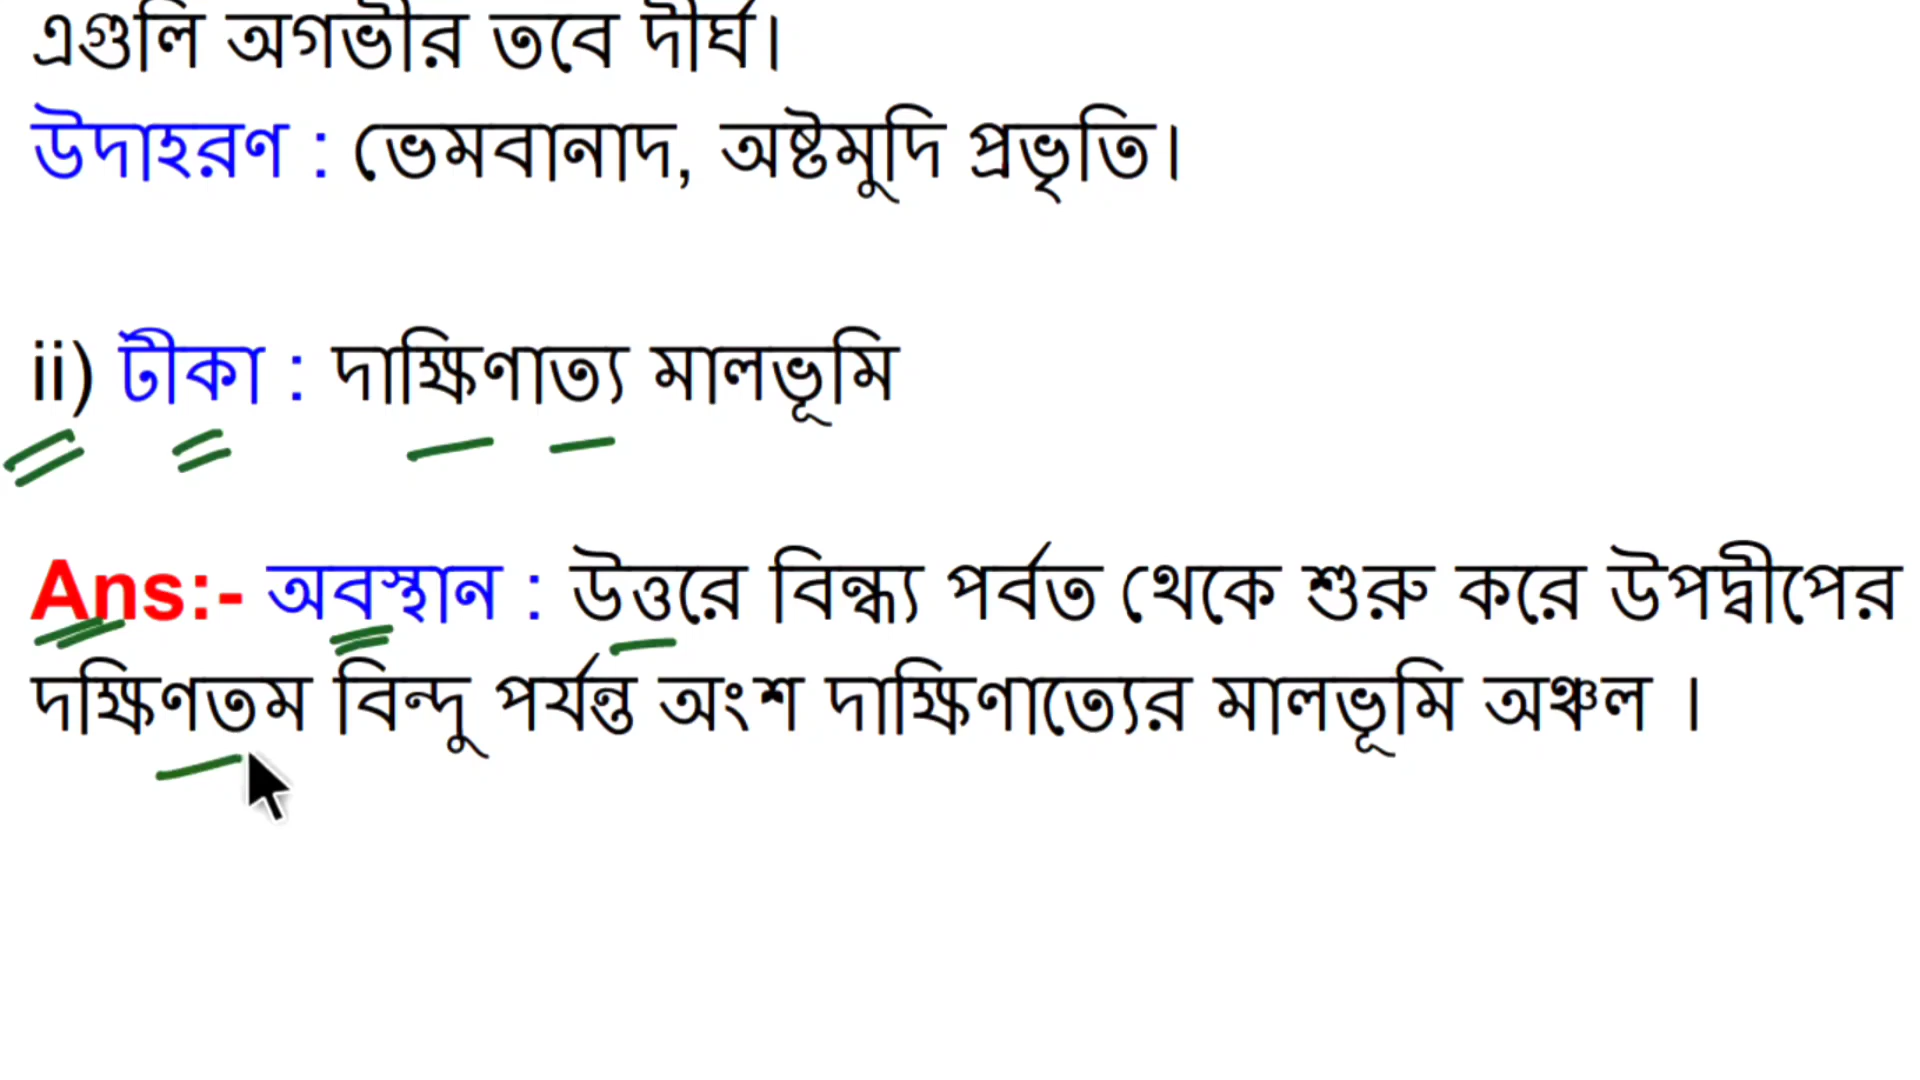 এগুলি অগভীর তবে দীর্ঘ।
উদাহরণ : ভেমবানাদ, অষ্টমুদি প্রভৃতি।
ii) টীকা : দাক্ষিণাত্য মালভূমি
Ans:- অবস্থান : উত্তরে বিন্ধ্য পর্বত থেকে শুরু করে উপদ্বীপের
দক্ষিণতম বিন্দু পর্যন্ত অংশ দাক্ষিণাত্যের মালভূমি অঞ্চল ।